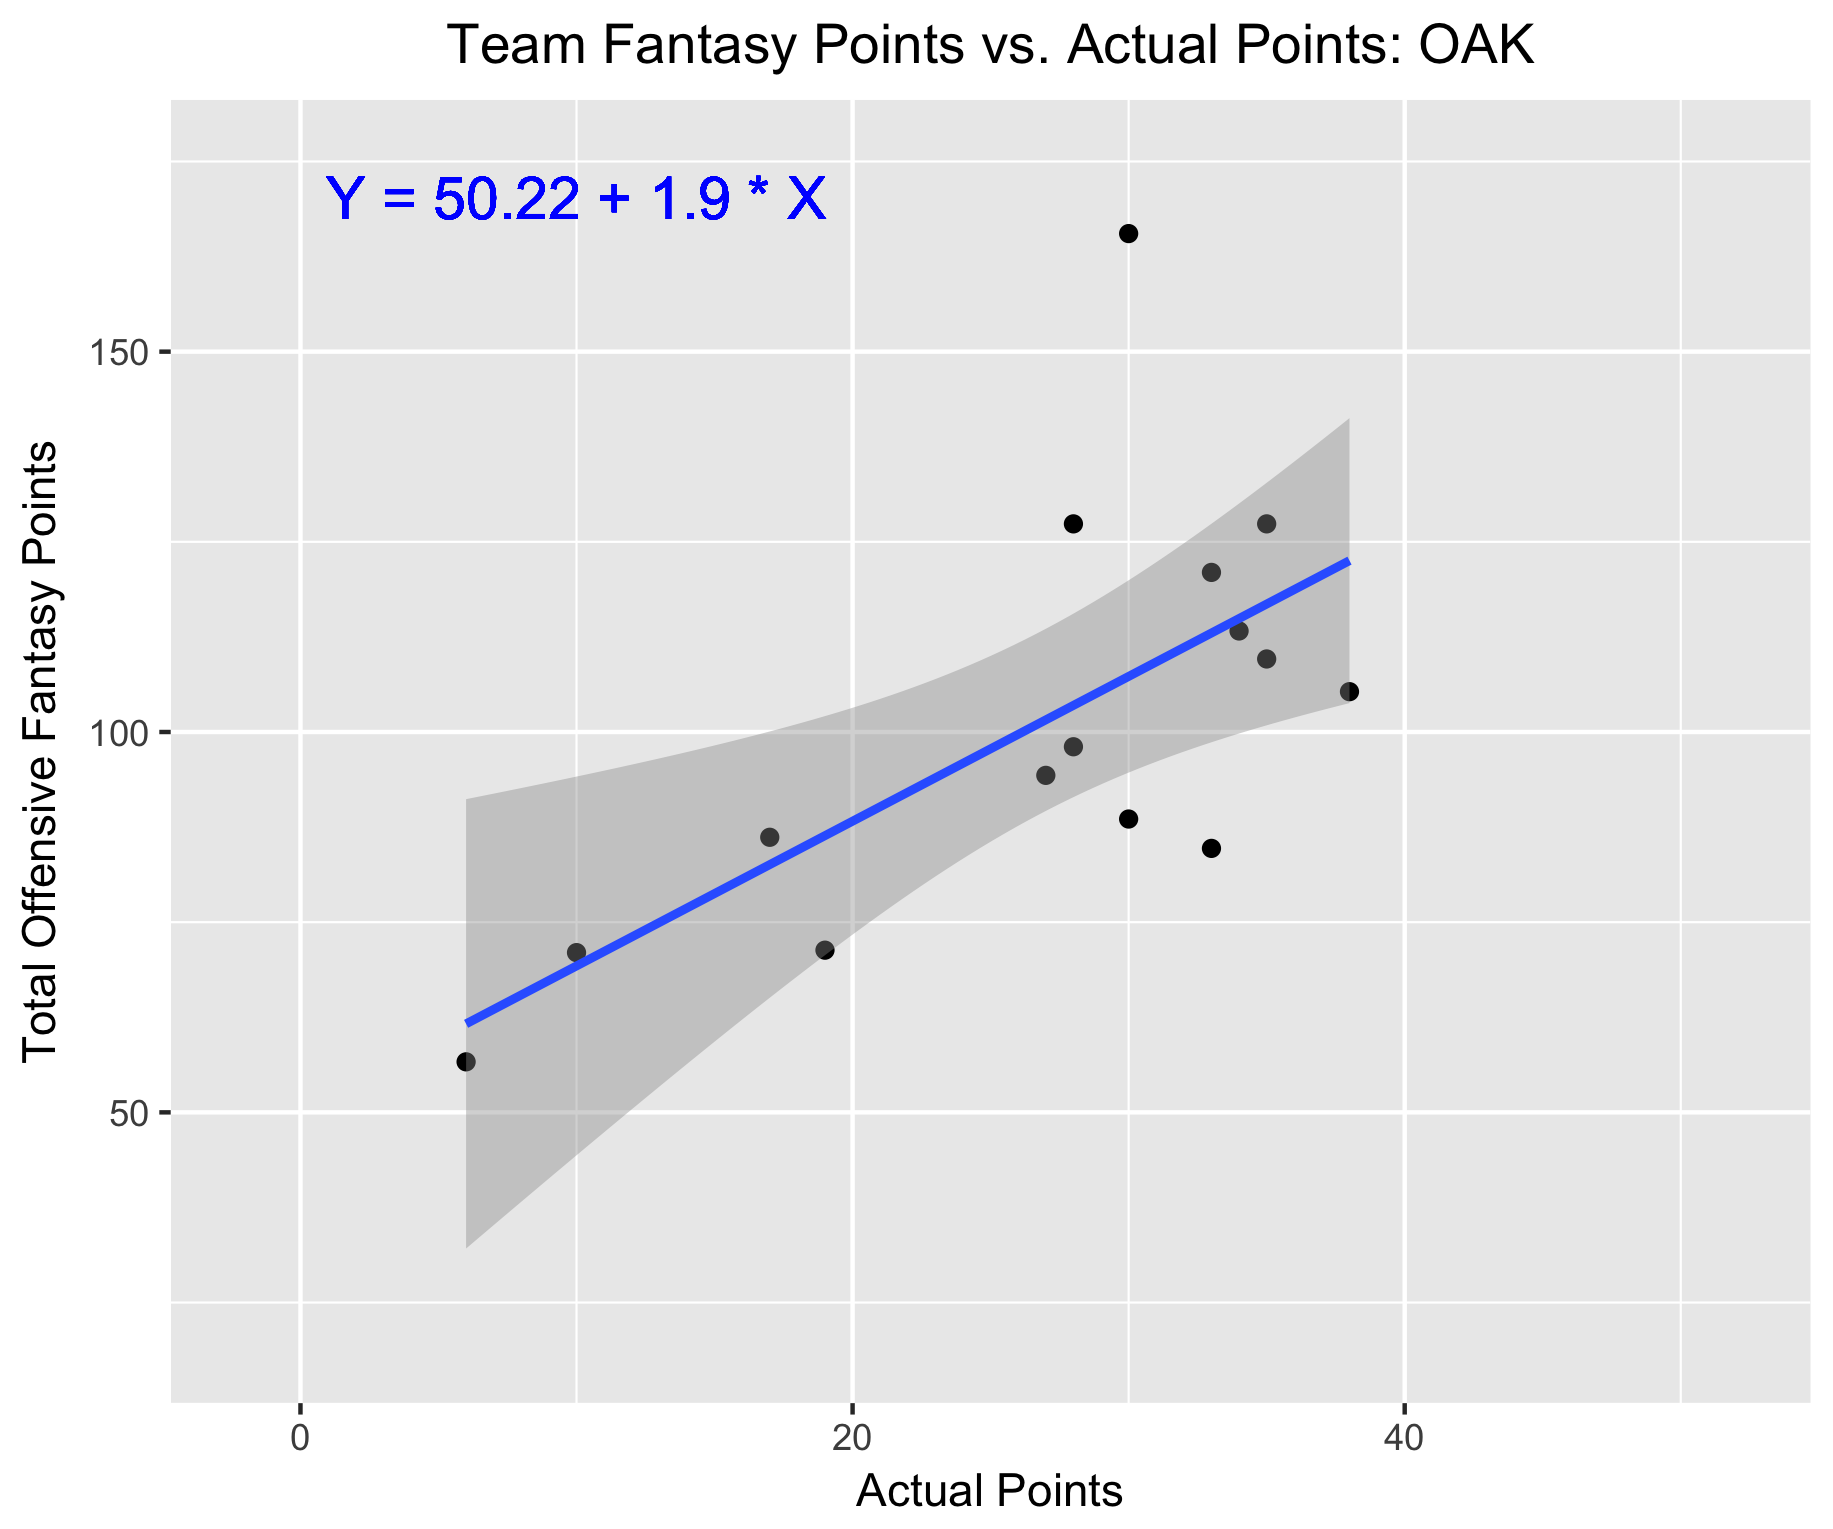 Team Fantasy Points vs. Actual Points: OAK
Y = 50.22 + 1.9 * X
Total Offensive Fantasy Points
150
100
50
0
20
40
Actual Points